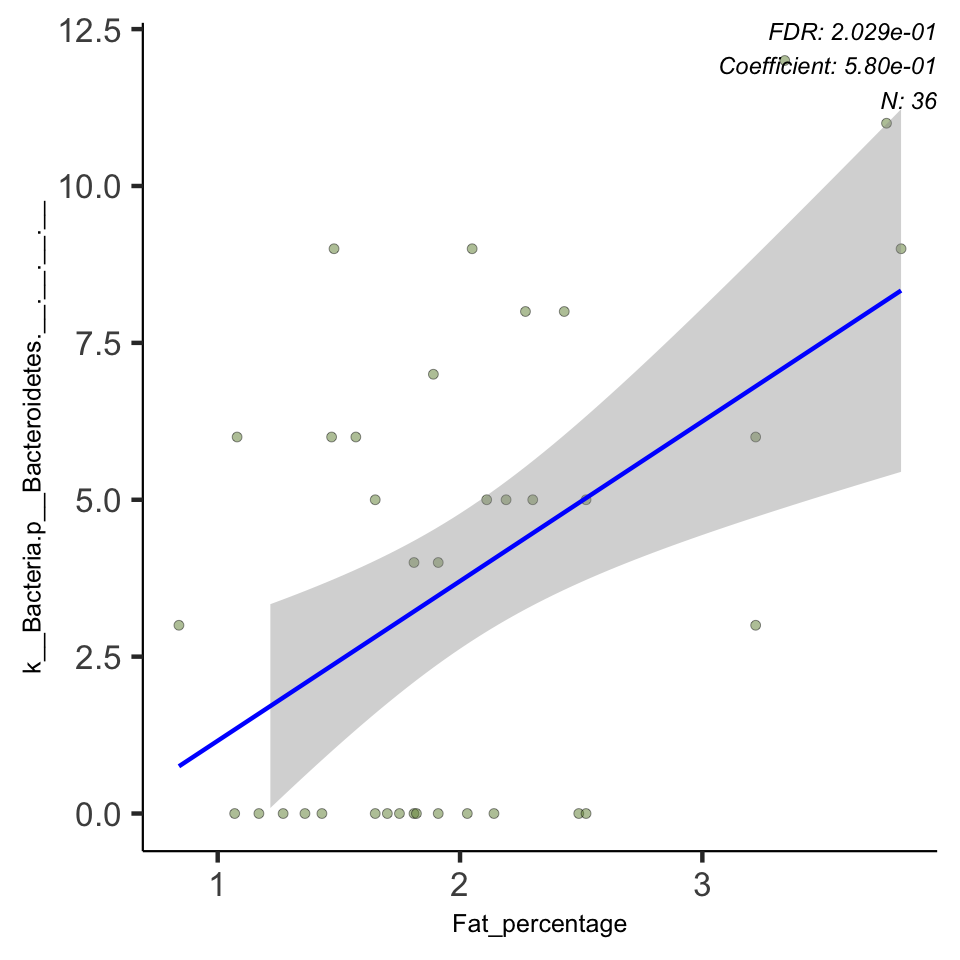 12.5
10.0
7.5
5.0
2.5
0.0
k__Bacteria.p__Bacteroidetes.__.__.__.__
FDR: 2.029e-01
Coefficient: 5.80e-01
N: 36
1
2
3
Fat_percentage